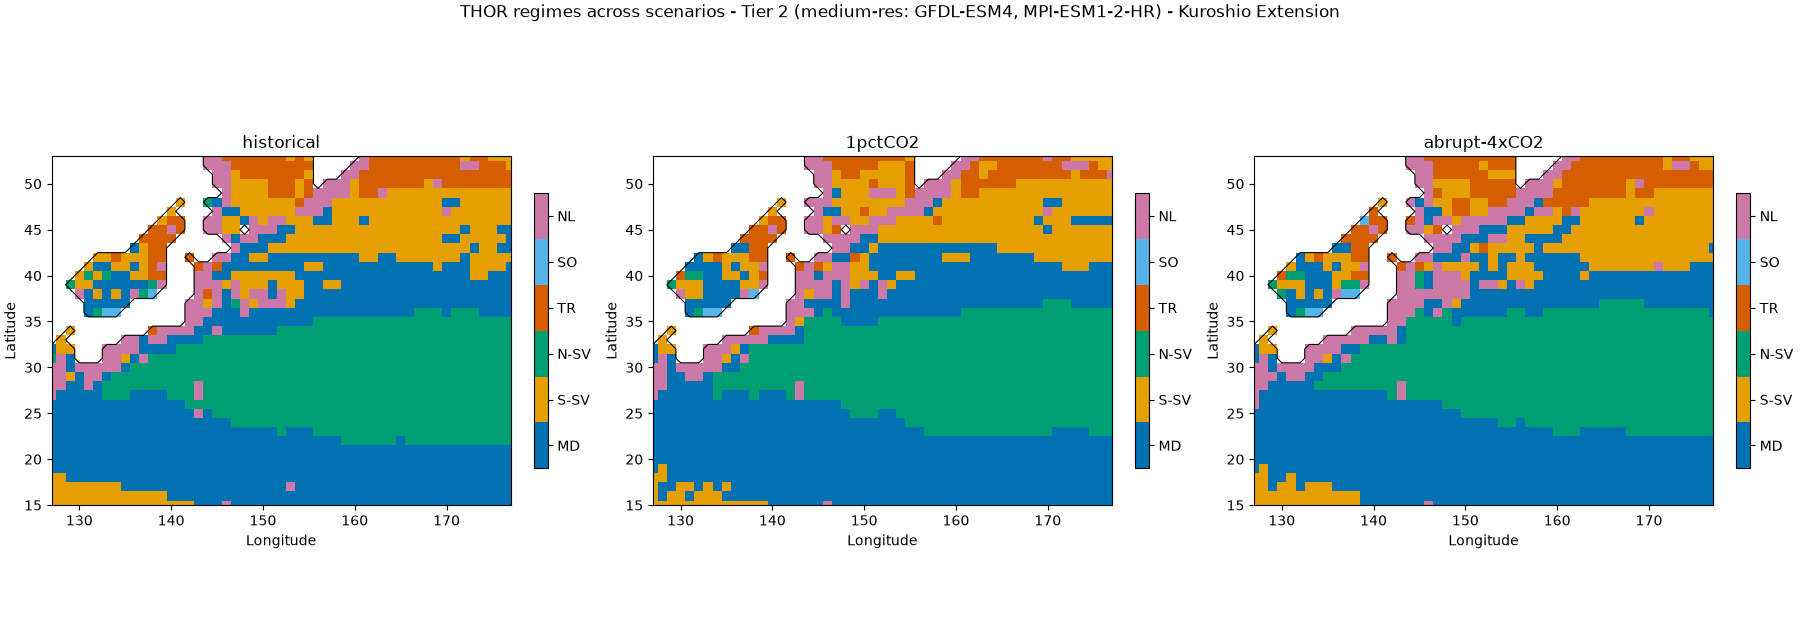 THOR regimes across scenarios - Tier 2 (medium-res: GFDL-ESM4, MPI-ESM1-2-HR) - Kuroshio Extension
historical
50
45
40
35
30
25
20
15
Latitude
130
140
150
160
170
Longitude
NL
SO
TR
N-SV
S-SV
MD
1pctCO2
50
45
40
35
30
25
20
15
Latitude
130
140
150
160
170
Longitude
NL
SO
TR
N-SV
S-SV
MD
abrupt-4xCO2
50
45
40
35
30
25
20
15
Latitude
130
140
150
160
170
Longitude
NL
SO
TR
N-SV
S-SV
MD